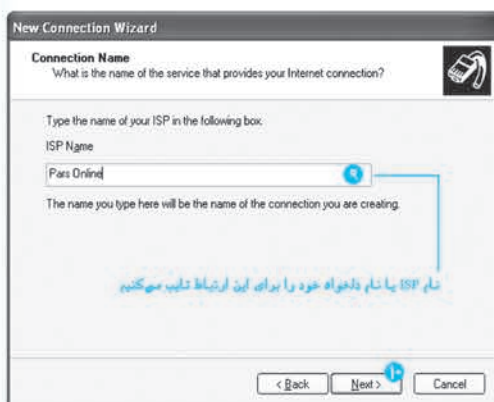 New Connection Wizard
Connection Name
What is the name of the service that provides your Internet connection?
Type the name of your ISP in the following box.
ISP Name
Pars Online
۹
The name you type here will be the name of the connection you are creating.
نام ISP یا نام دلخواه خود را برای این ارتباط تایپ می‌کنیم
۱۰
< Back
Next >
Cancel